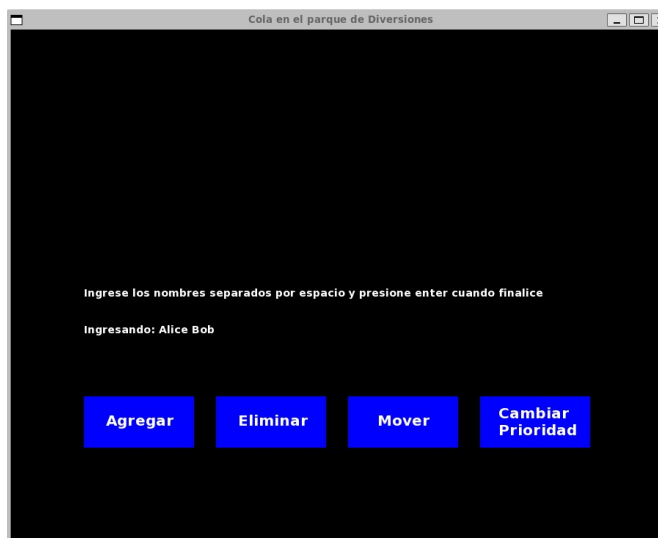 Cola en el parque de Diversiones
Ingrese los nombres separados por espacio y presione enter cuando finalice
Ingresando: Alice Bob
Agregar
Eliminar
Mover
Cambiar
Prioridad